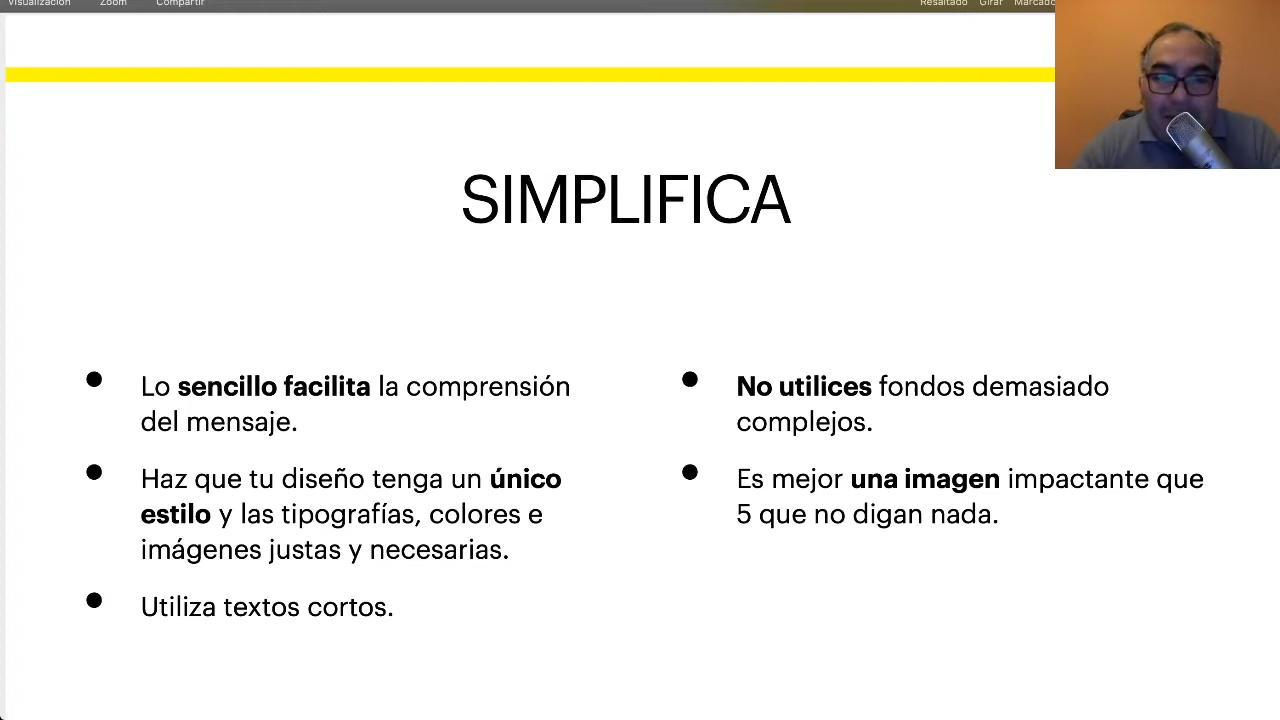 Visualización Zoom Compartir Resaltado Girar
SIMPLIFICA
Lo sencillo facilita la comprensión
del mensaje.
Haz que tu diseño tenga un único
estilo y las tipografías, colores e
imágenes justas y necesarias.
Utiliza textos cortos.
No utilices fondos demasiado
complejos.
Es mejor una imagen impactante que
5 que no digan nada.